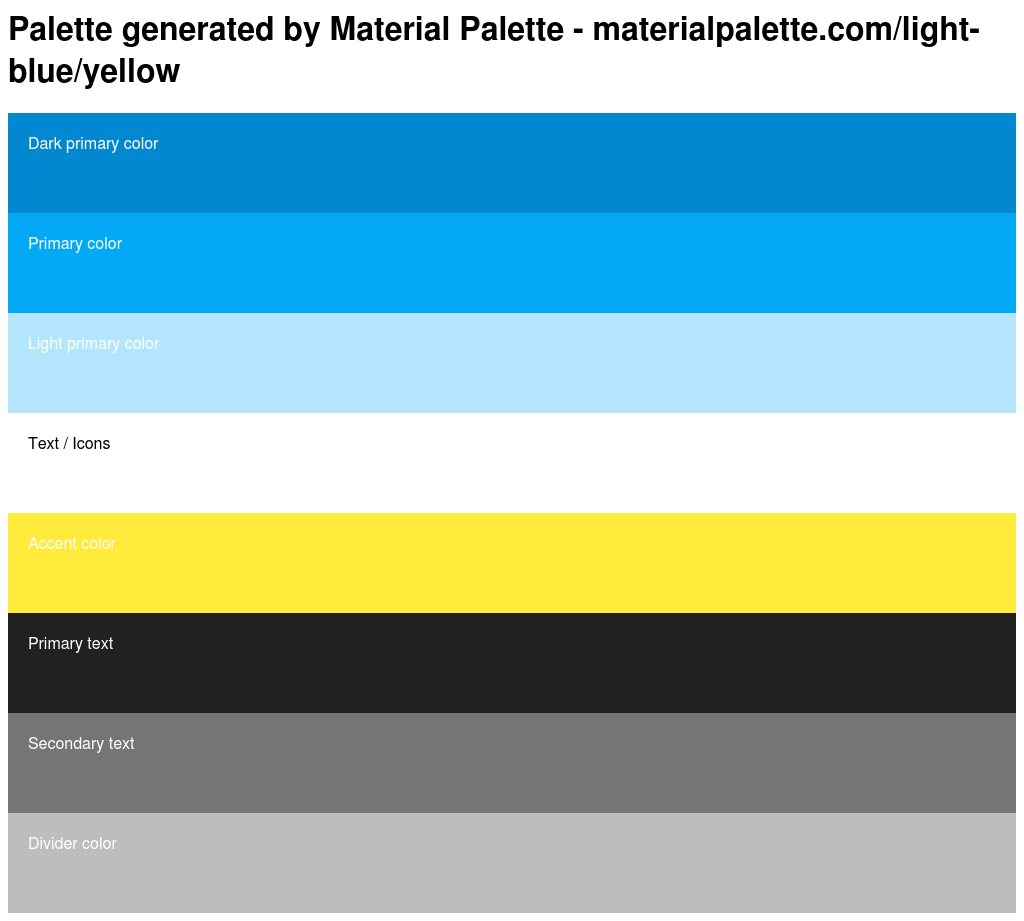 Palette generated by Material Palette - materialpalette.com/light-
blue/yellow
Dark primary color
Primary color
Light primary color
Text / Icons
Accent color
Primary text
Secondary text
Divider color